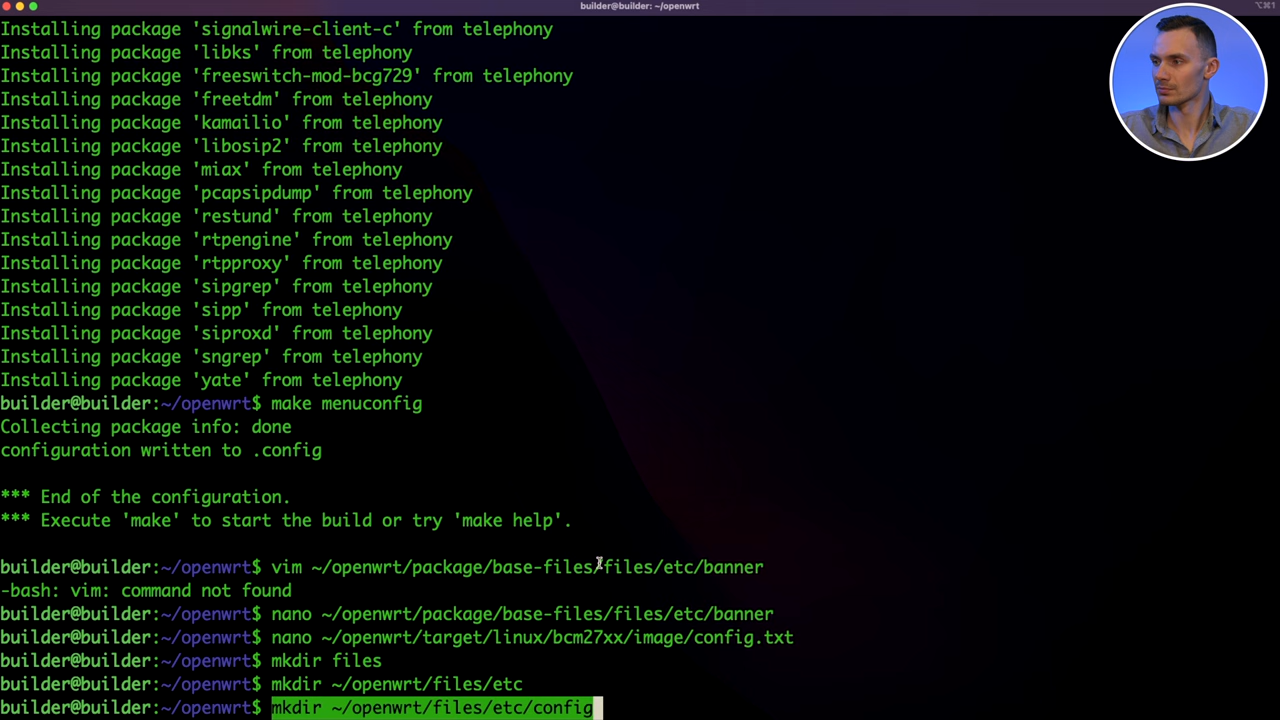 builder@builder: ~/openwrt
⌥⌘1
Installing package 'signalwire-client-c' from telephony
Installing package 'libks' from telephony
Installing package 'freeswitch-mod-bcg729' from telephony
Installing package 'freetdm' from telephony
Installing package 'kamailio' from telephony
Installing package 'libosip2' from telephony
Installing package 'miax' from telephony
Installing package 'pcapsipdump' from telephony
Installing package 'restund' from telephony
Installing package 'rtpengine' from telephony
Installing package 'rtpproxy' from telephony
Installing package 'sipgrep' from telephony
Installing package 'sipp' from telephony
Installing package 'siproxd' from telephony
Installing package 'sngrep' from telephony
Installing package 'yate' from telephony
builder@builder:~/openwrt$ make menuconfig
Collecting package info: done
configuration written to .config
*** End of the configuration.
*** Execute 'make' to start the build or try 'make help'.
builder@builder:~/openwrt$ vim ~/openwrt/package/base-files/files/etc/banner
-bash: vim: command not found
builder@builder:~/openwrt$ nano ~/openwrt/package/base-files/files/etc/banner
builder@builder:~/openwrt$ nano ~/openwrt/target/linux/bcm27xx/image/config.txt
builder@builder:~/openwrt$ mkdir files
builder@builder:~/openwrt$ mkdir ~/openwrt/files/etc
builder@builder:~/openwrt$ mkdir ~/openwrt/files/etc/config